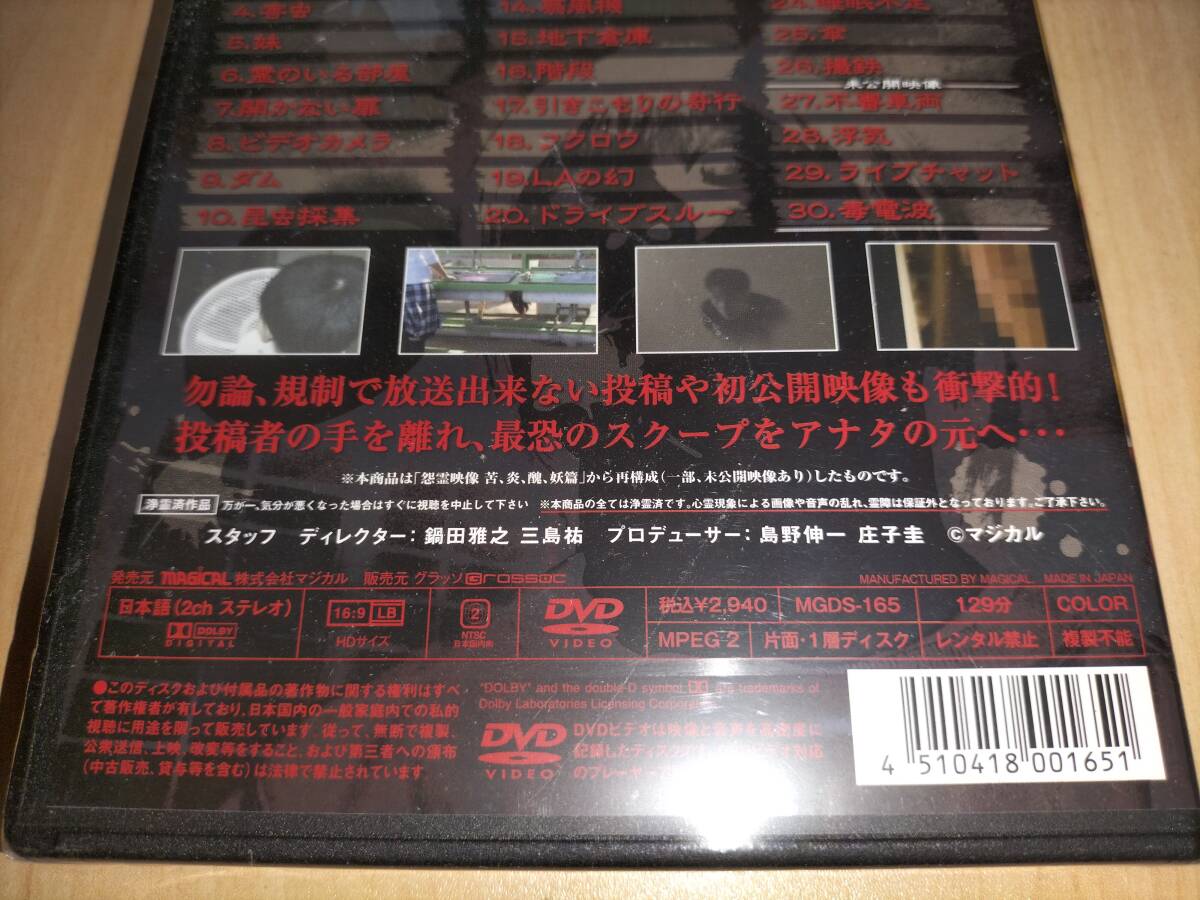 5.妹
6.霊のいる部屋
7.開かない扉
8.ビデオカメラ
9.ダム
10.昆虫採集
14.扇風機
15.地下倉庫
16.階段
17.引きこもりの奇行
18.コクロウ
19.LAの幻
20.ドライブスルー
24.睡眠不足
25.傘
26.撮鉄
未公開映像
27.不審車両
28.浮気
29.ライブチャット
30.毒電波
勿論、規制で放送出来ない投稿や初公開映像も衝撃的!
投稿者の手を離れ、最恐のスクープをアナタの元へ・・・
※本商品は「怨霊映像 苦、炎、醜、妖篇」から再構成(一部、未公開映像あり)したものです。
浄霊済作品 万が一、気分が悪くなった場合はすぐに視聴を中止して下さい ※本商品の全ては浄霊済です。心霊現象による画像や音声の乱れ、霊障は保証外となっております。ご了承下さい。
スタッフ ディレクター:鍋田雅之 三島祐 プロデューサー:島野伸一 庄子圭 ©マジカル
発売元 MAGICAL 株式会社マジカル 販売元 グラッソ GRASSOC MANUFACTURED BY MAGICAL. MADE IN JAPAN
日本語(2ch ステレオ) 16:9 LB 2 DVD 税込¥2,940 MGDS-165 129分 COLOR
DOLBY DIGITAL HDサイズ NTSC 日本国内向 VIDEO MPEG 2 片面・1層ディスク レンタル禁止 複製不能
●このディスクおよび付属品の著作物に関する権利はすべ
て著作権者が有しており、日本国内の一般家庭内での私的
視聴に用途を限って販売しています。従って、無断で複製、
公衆送信、上映、改変等をすること、および第三者への頒布
(中古販売、貸与等を含む)は法律で禁止されています。
"DOLBY" and the double-D symbol are trademarks of
Dolby Laboratories Licensing Corporation
DVD VIDEO
DVDビデオは映像と音声を高密度に
記録したディスクです 対応
のプレーヤー
4 510418 001651